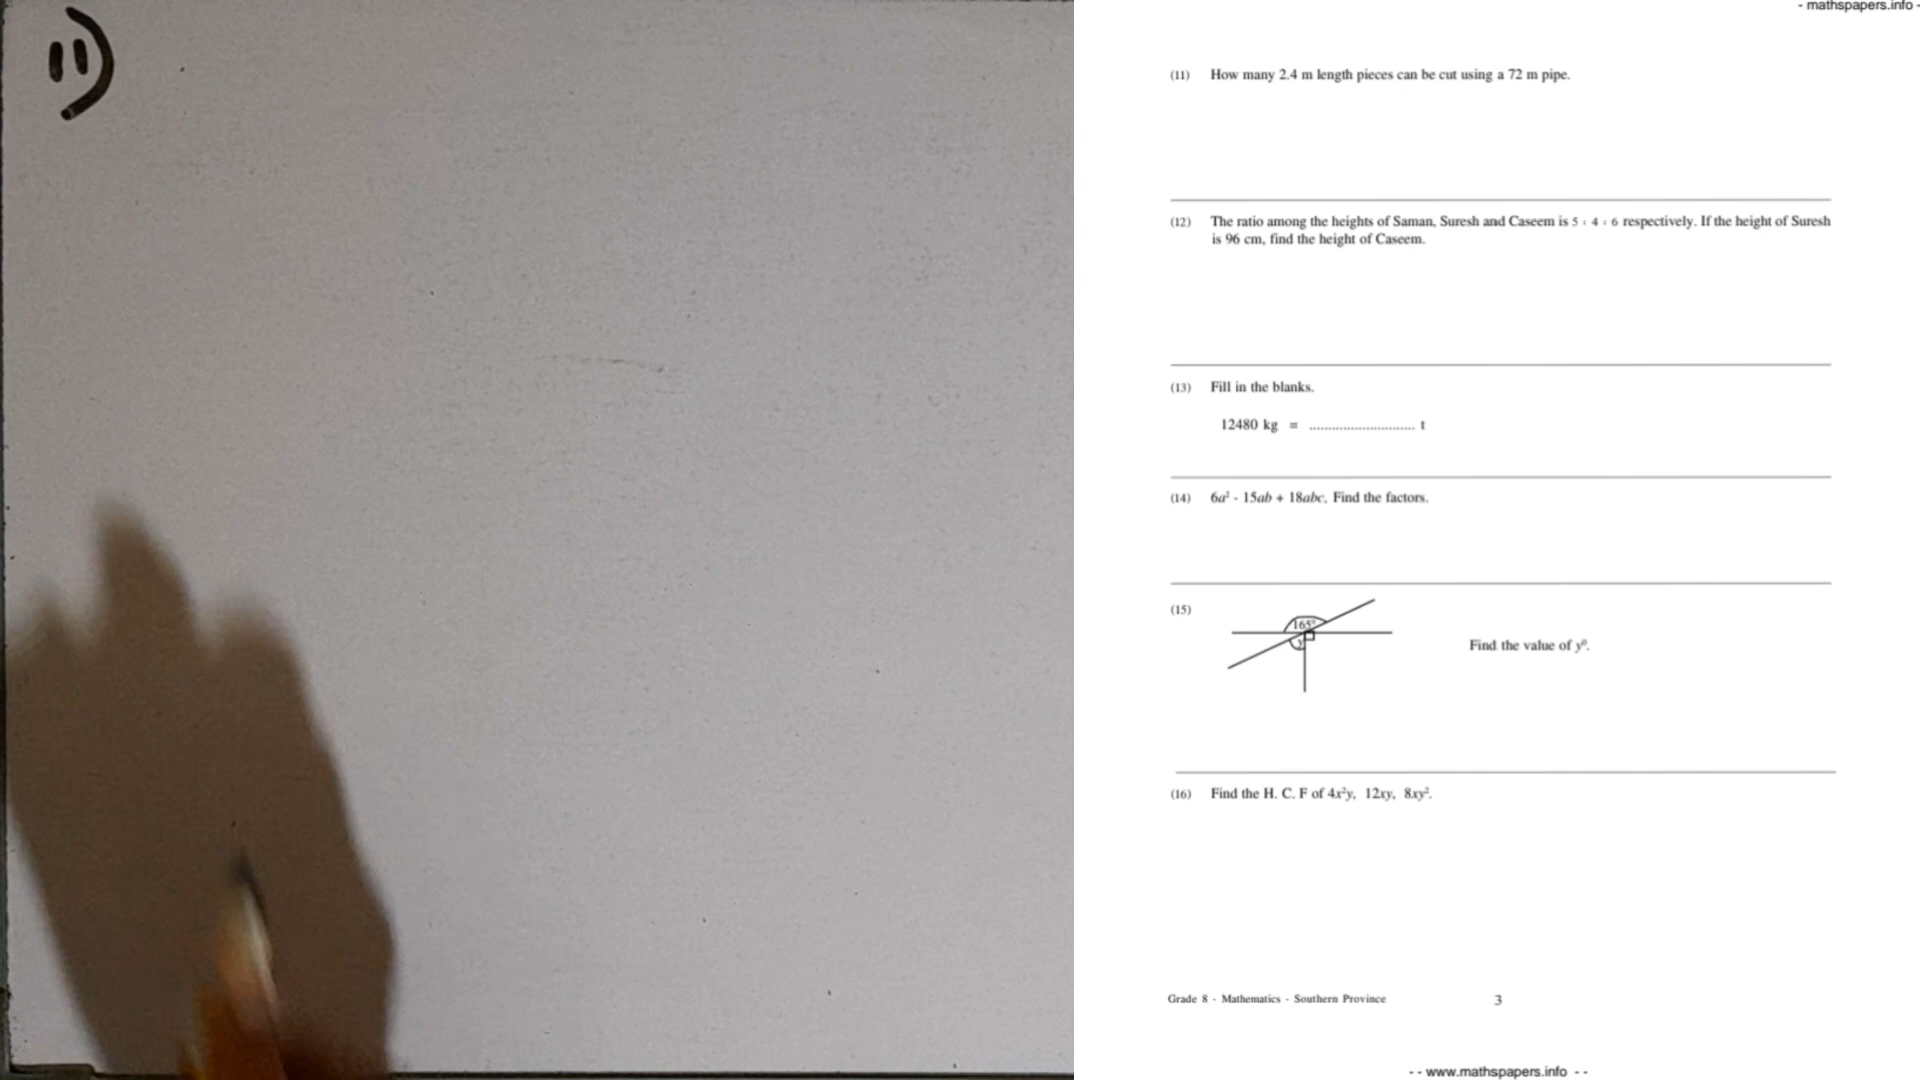 11)
- mathspapers.info -
(11) How many 2.4 m length pieces can be cut using a 72 m pipe.
(12) The ratio among the heights of Saman, Suresh and Caseem is 5 : 4 : 6 respectively. If the height of Suresh
is 96 cm, find the height of Caseem.
(13) Fill in the blanks.
12480 kg = ............................ t
(14) 6a² - 15ab + 18abc, Find the factors.
(15)
165⁰
y
Find the value of y⁰.
(16) Find the H. C. F of 4x²y, 12xy, 8xy².
Grade 8 - Mathematics - Southern Province 3
- - www.mathspapers.info - -